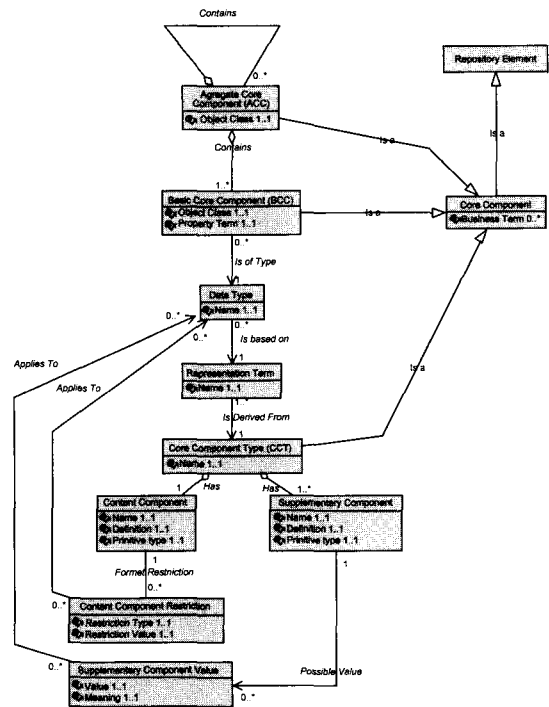 Contains
0..*
Repository Element
Agregate Core
Component (ACC)
Object Class 1..1
Is a
Is a
Contains
1..*
Basic Core Component (BCC)
Object Class 1..1
Property Term 1..1
Is a
Core Component
Business Term 0..*
0..*
Is of Type
1
Data Type
Name 1..1
0..*
0..*
0..*
Is based on
Applies To
Applies To
1
Representation Term
Name 1..1
1..*
Is a
Is Derived From
1
Core Component Type (CCT)
Name 1..1
1
Has
Has
1..*
Content Component
Name 1..1
Definition 1..1
Primitive type 1..1
Supplementary Component
Name 1..1
Definition 1..1
Primitive type 1..1
1
1
Format Restriction
0..*
0..*
Content Component Restriction
Restriction Type 1..1
Restriction Value 1..1
0..*
Supplementary Component Value
Value 1..1
Meaning 1..1
Possible Value
0..*